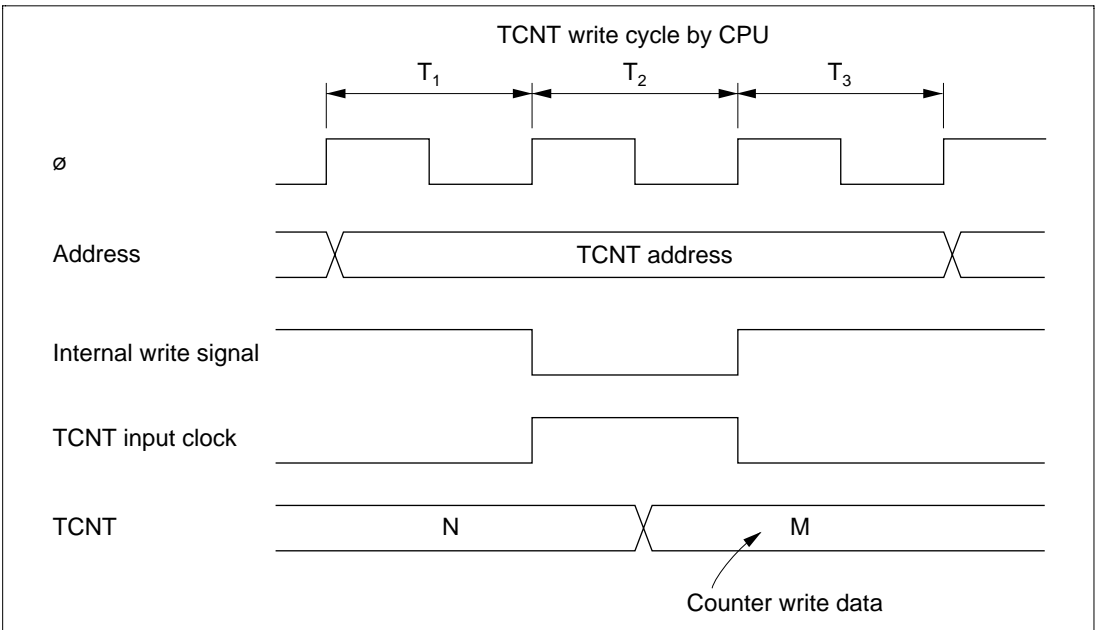 TCNT write cycle by CPU
T1 T2 T3
ø
Address TCNT address
Internal write signal
TCNT input clock
TCNT N M
Counter write data